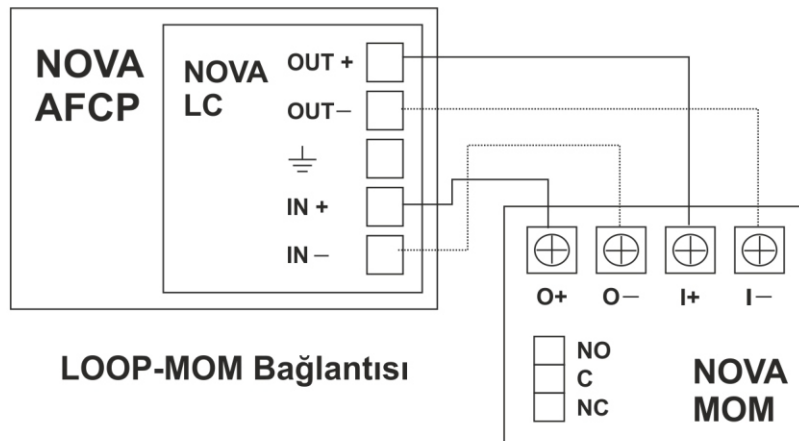 NOVA
AFCP
NOVA
LC
OUT +
OUT−
IN +
IN −
O+
O−
I+
I−
NO
C
NC
NOVA
MOM
LOOP-MOM Bağlantısı